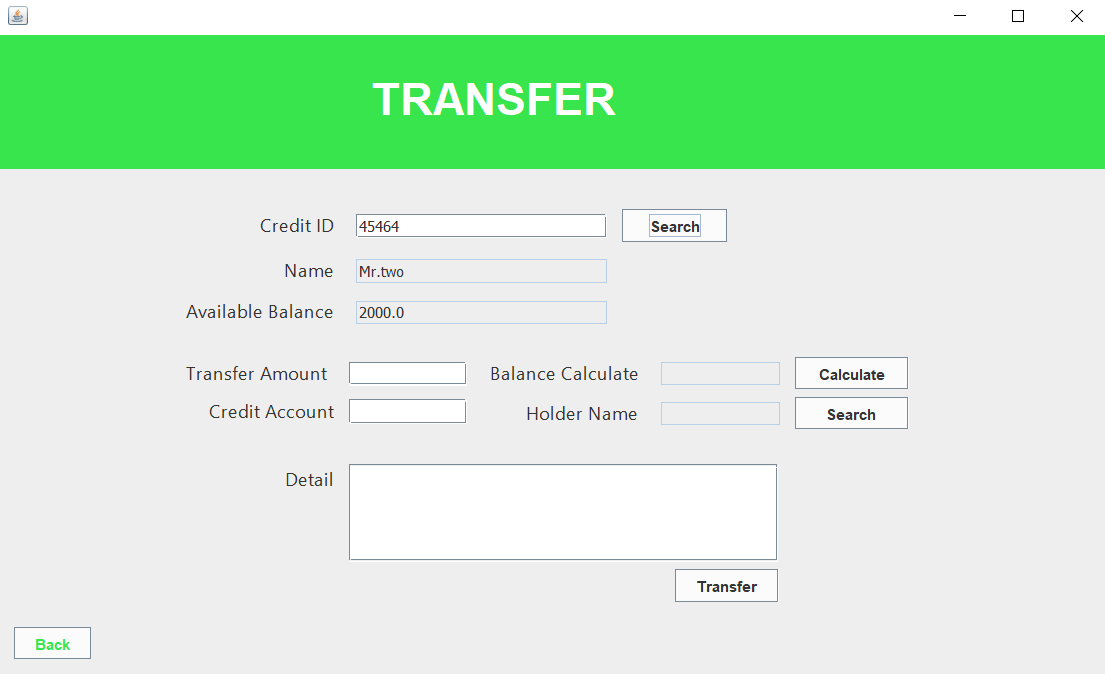 TRANSFER
Credit ID 45464 Search
Name Mr.two
Available Balance 2000.0
Transfer Amount Balance Calculate Calculate
Credit Account Holder Name Search
Detail
Transfer
Back